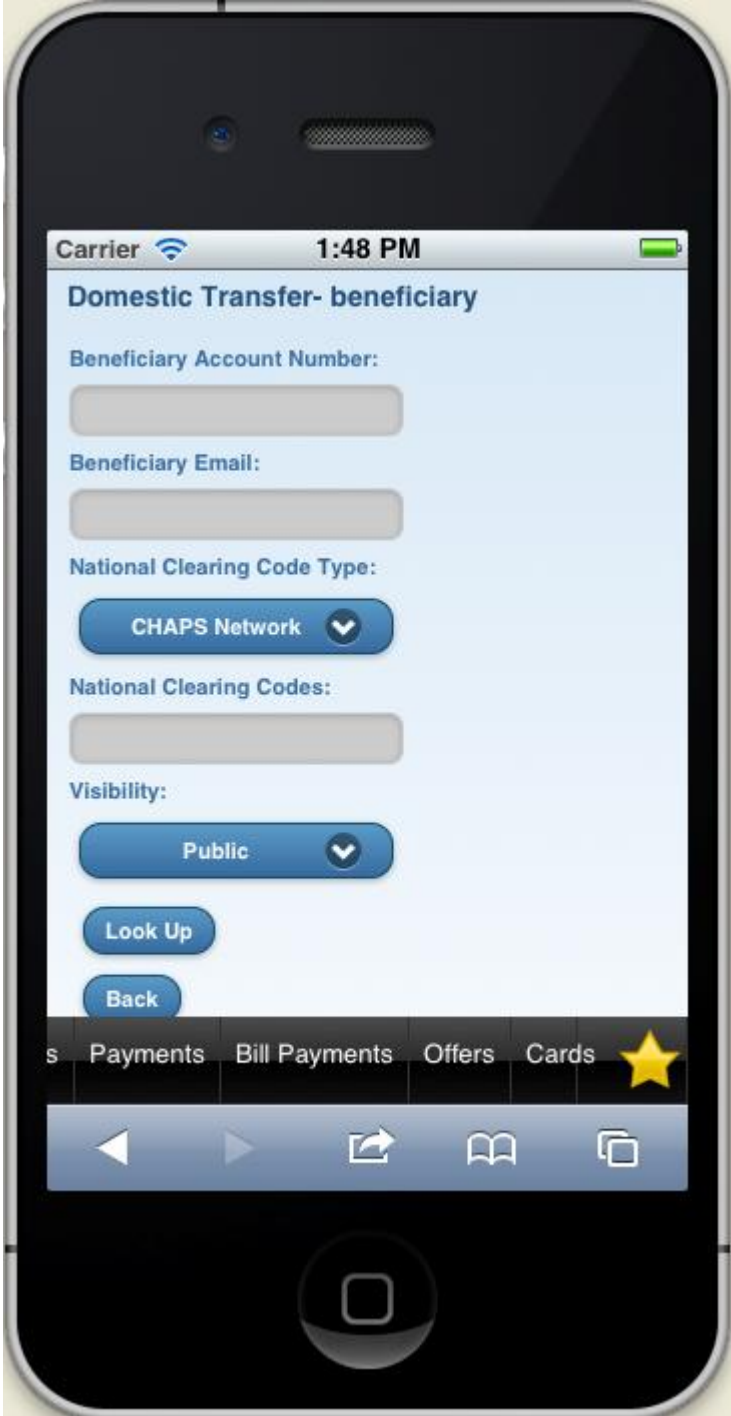 Carrier 1:48 PM
Domestic Transfer- beneficiary
Beneficiary Account Number:
Beneficiary Email:
National Clearing Code Type:
CHAPS Network
National Clearing Codes:
Visibility:
Public
Look Up
Back
s Payments Bill Payments Offers Cards